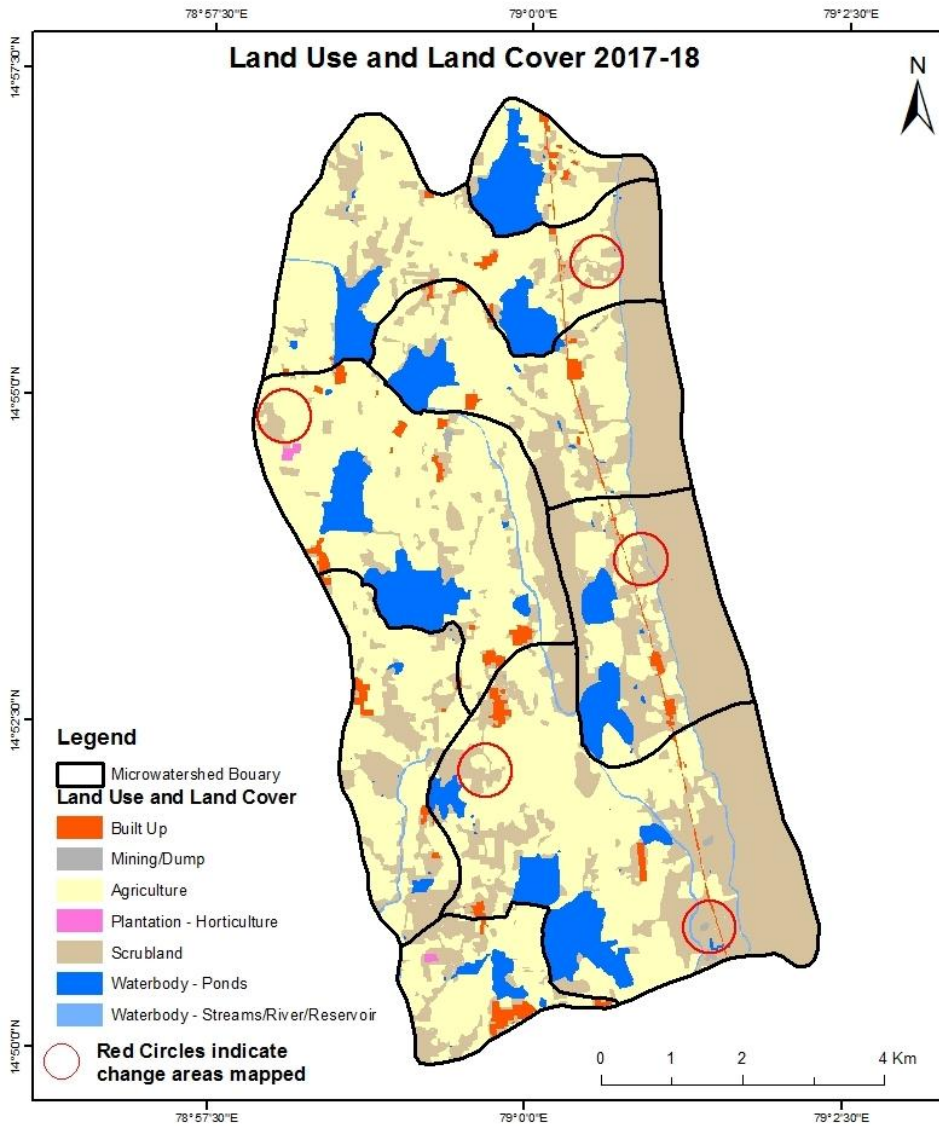 78°57'30"E 79°0'0"E 79°2'30"E
Land Use and Land Cover 2017-18
N
14°57'30"N
14°55'0"N
14°52'30"N
14°50'0"N
Legend
Microwatershed Bouary
Land Use and Land Cover
Built Up
Mining/Dump
Agriculture
Plantation - Horticulture
Scrubland
Waterbody - Ponds
Waterbody - Streams/River/Reservoir
Red Circles indicate
change areas mapped
0 1 2 4 Km
78°57'30"E 79°0'0"E 79°2'30"E